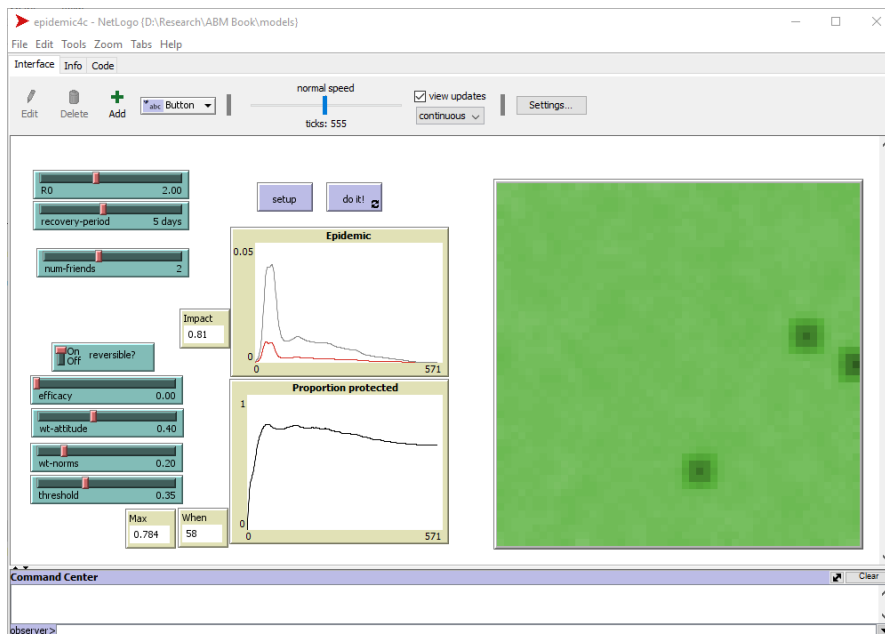 epidemic4c - NetLogo {D:\Research\ABM Book\models}
File Edit Tools Zoom Tabs Help
Interface Info Code
Edit Delete Add abc Button normal speed ticks: 555 view updates continuous Settings...
R0 2.00
recovery-period 5 days
num-friends 2
setup do it!
Epidemic
0.05
0
0 571
Impact
0.81
On
Off reversible?
efficacy 0.00
wt-attitude 0.40
wt-norms 0.20
threshold 0.35
Proportion protected
1
0
0 571
Max
0.784
When
58
Command Center Clear
observer>